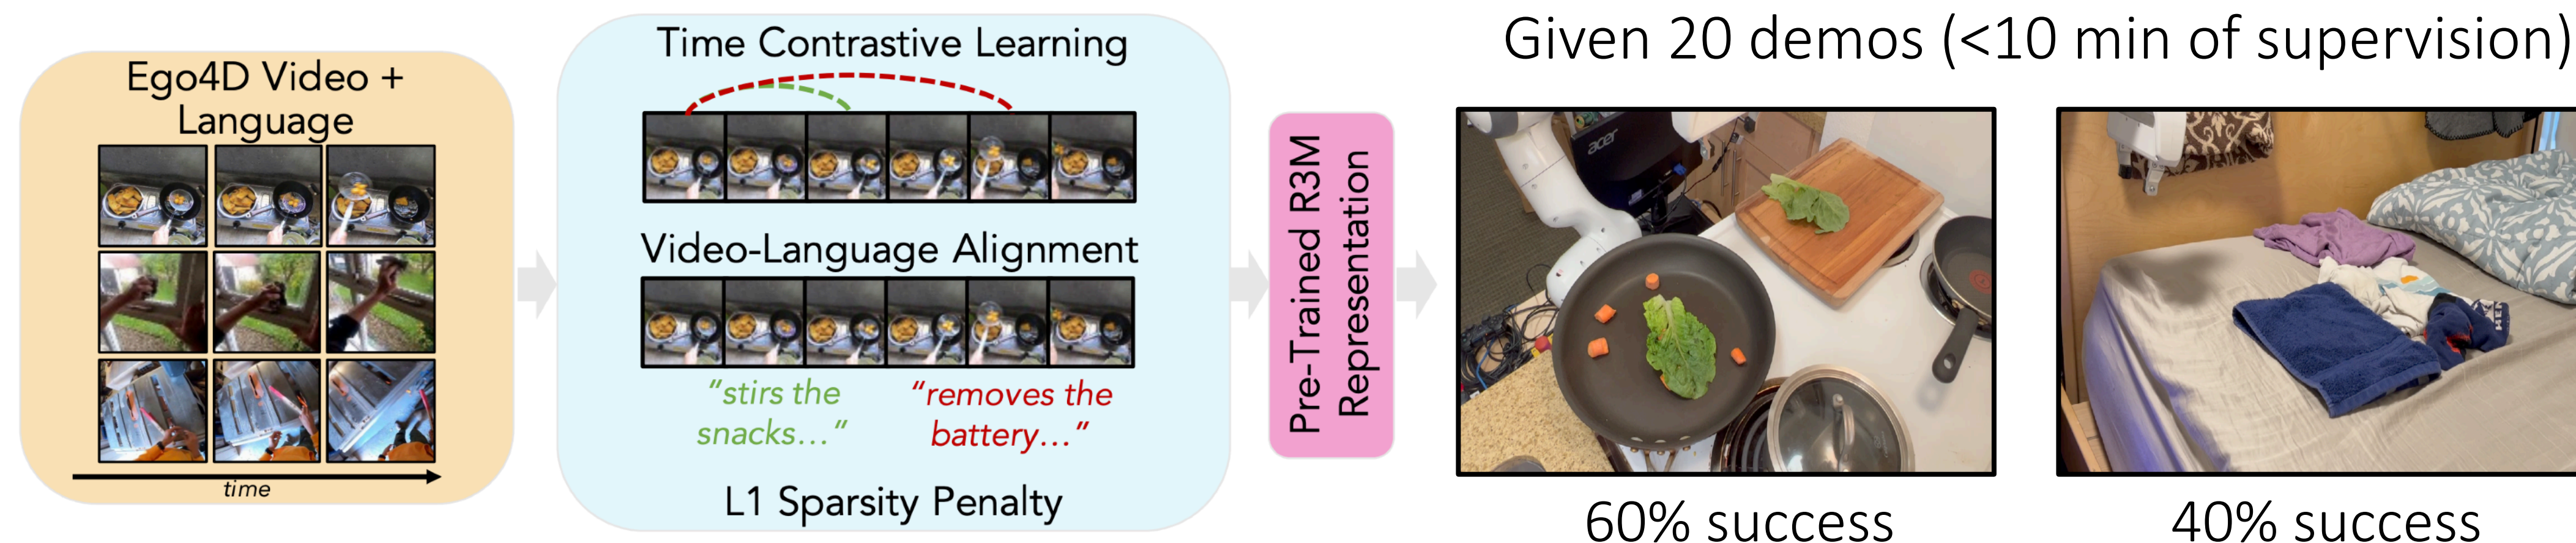 Ego4D Video +
Language
time
Time Contrastive Learning
Video-Language Alignment
“stirs the
snacks...”
“removes the
battery...”
L1 Sparsity Penalty
Pre-Trained R3M
Representation
Given 20 demos (<10 min of supervision)
acer
60% success
40% success